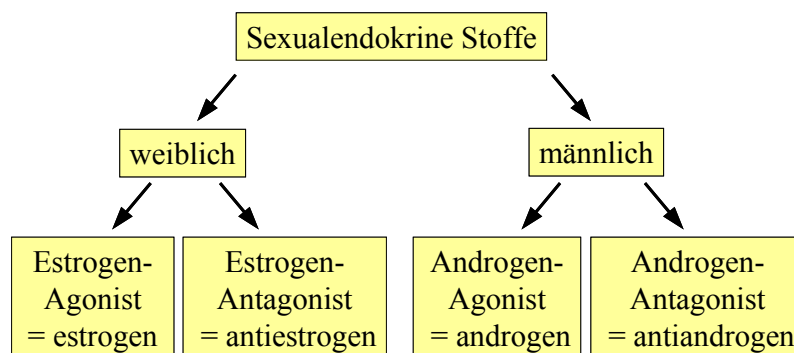 Sexualendokrine Stoffe
weiblich
männlich
Estrogen-
Agonist
= estrogen
Estrogen-
Antagonist
= antiestrogen
Androgen-
Agonist
= androgen
Androgen-
Antagonist
= antiandrogen